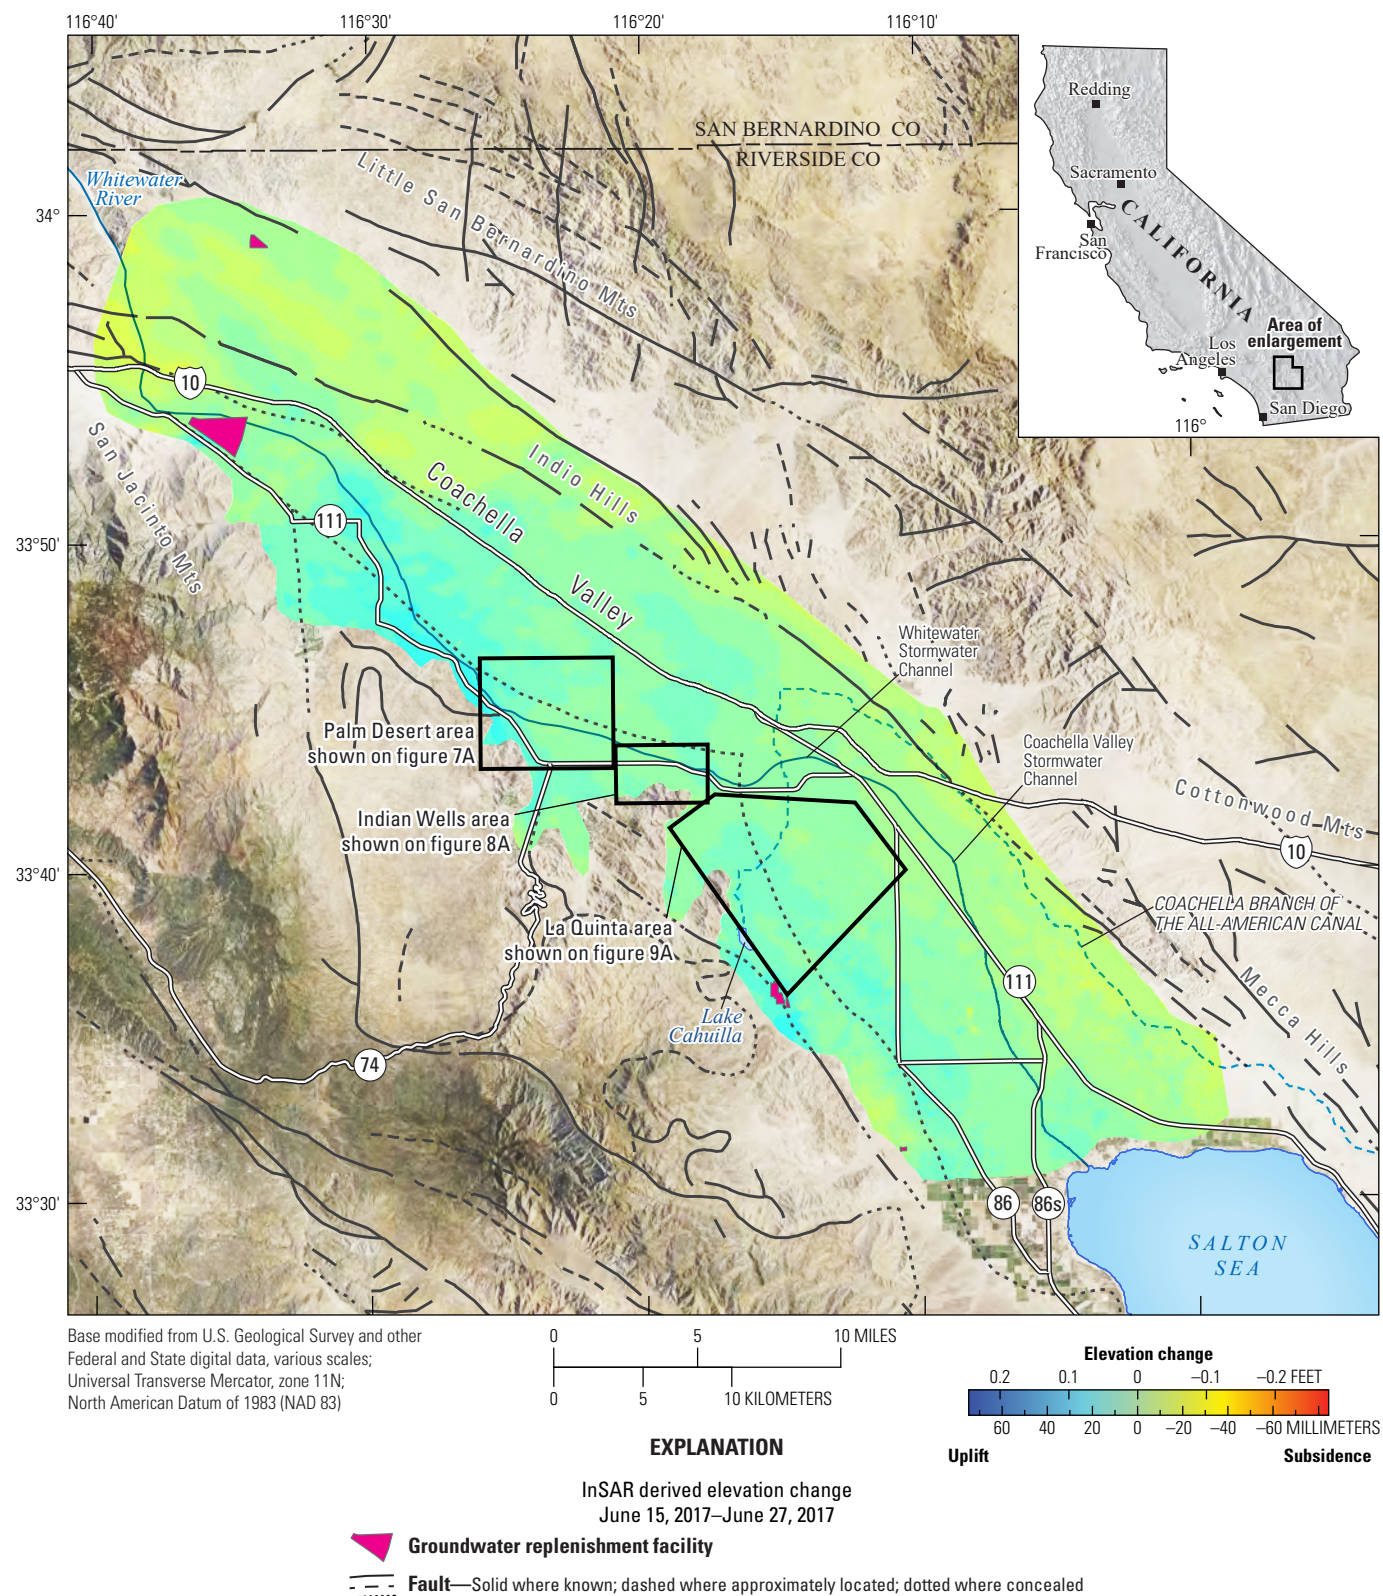 116°40'
116°30'
116°20'
116°10'
SAN BERNARDINO CO
RIVERSIDE CO
Whitewater
River
34°
Little San Bernardino Mts
Redding
Sacramento
San
Francisco
CALIFORNIA
Los
Angeles
Area of
enlargement
San Diego
116°
10
San Jacinto Mts
Coachella
Valley
Indio Hills
111
33°50'
Whitewater
Stormwater
Channel
Palm Desert area
shown on figure 7A
Coachella Valley
Stormwater
Channel
Indian Wells area
shown on figure 8A
Cottonwood Mts
10
33°40'
COACHELLA BRANCH OF
THE ALL-AMERICAN CANAL
La Quinta area
shown on figure 9A
111
Mecca Hills
Lake
Cahuilla
74
33°30'
86
86s
SALTON
SEA
Base modified from U.S. Geological Survey and other
Federal and State digital data, various scales;
Universal Transverse Mercator, zone 11N;
North American Datum of 1983 (NAD 83)
0 5 10 MILES
0 5 10 KILOMETERS
Elevation change
0.2 0.1 0 –0.1 –0.2 FEET
60 40 20 0 –20 –40 –60 MILLIMETERS
Uplift Subsidence
EXPLANATION
InSAR derived elevation change
June 15, 2017–June 27, 2017
Groundwater replenishment facility
Fault—Solid where known; dashed where approximately located; dotted where concealed